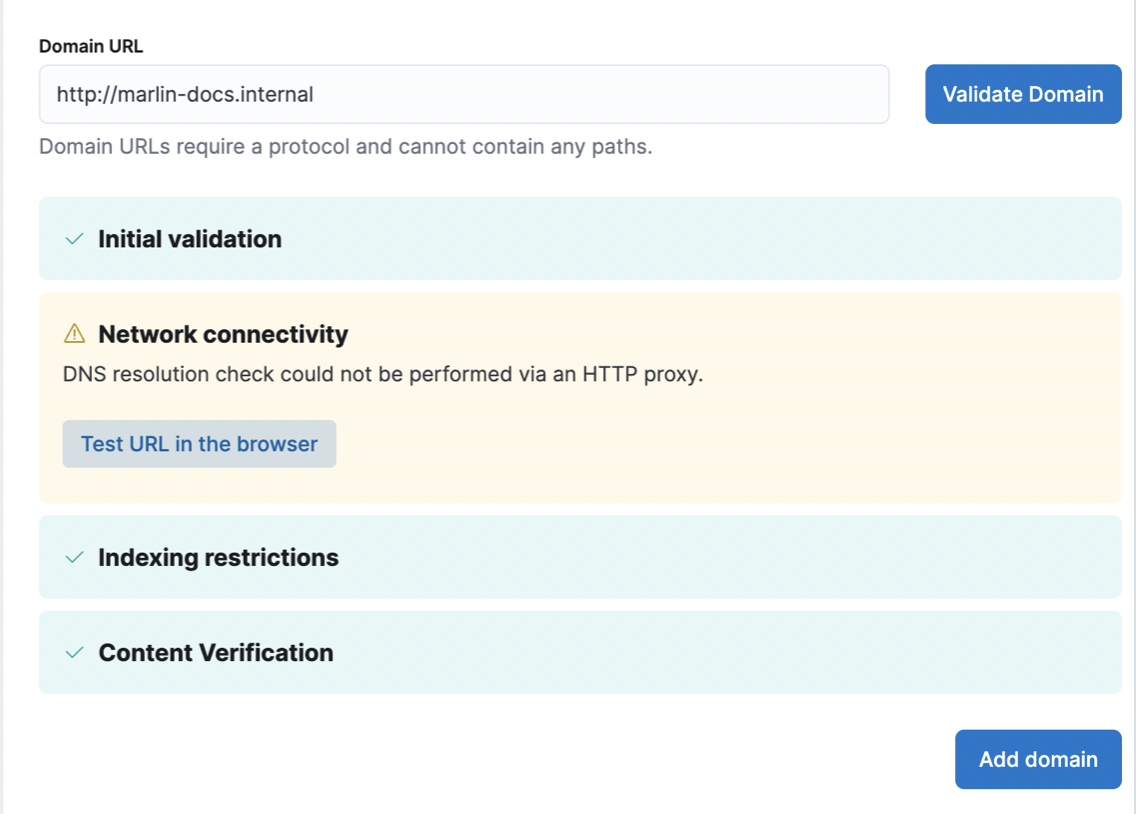 Domain URL
http://marlin-docs.internal
Validate Domain
Domain URLs require a protocol and cannot contain any paths.
Initial validation
Network connectivity
DNS resolution check could not be performed via an HTTP proxy.
Test URL in the browser
Indexing restrictions
Content Verification
Add domain